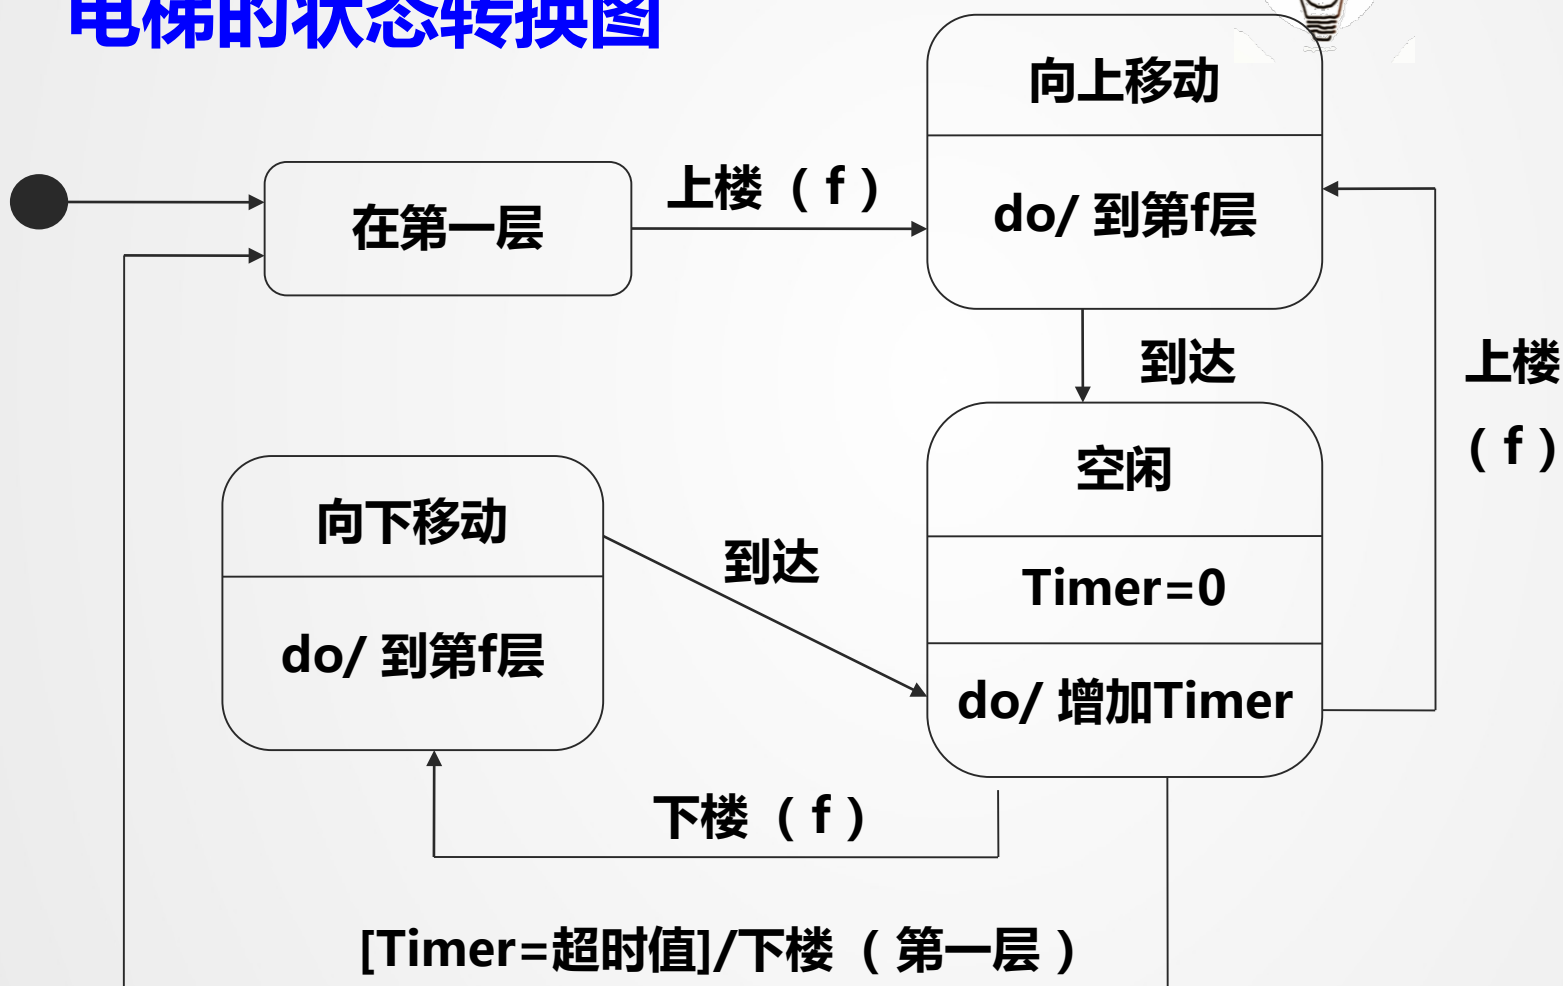 电梯的状态转换图
向上移动
上楼（f）
在第一层
do/ 到第f层
到达
上楼
（f）
空闲
向下移动
到达
Timer=0
do/ 到第f层
do/ 增加Timer
下楼（f）
[Timer=超时值]/下楼（第一层）